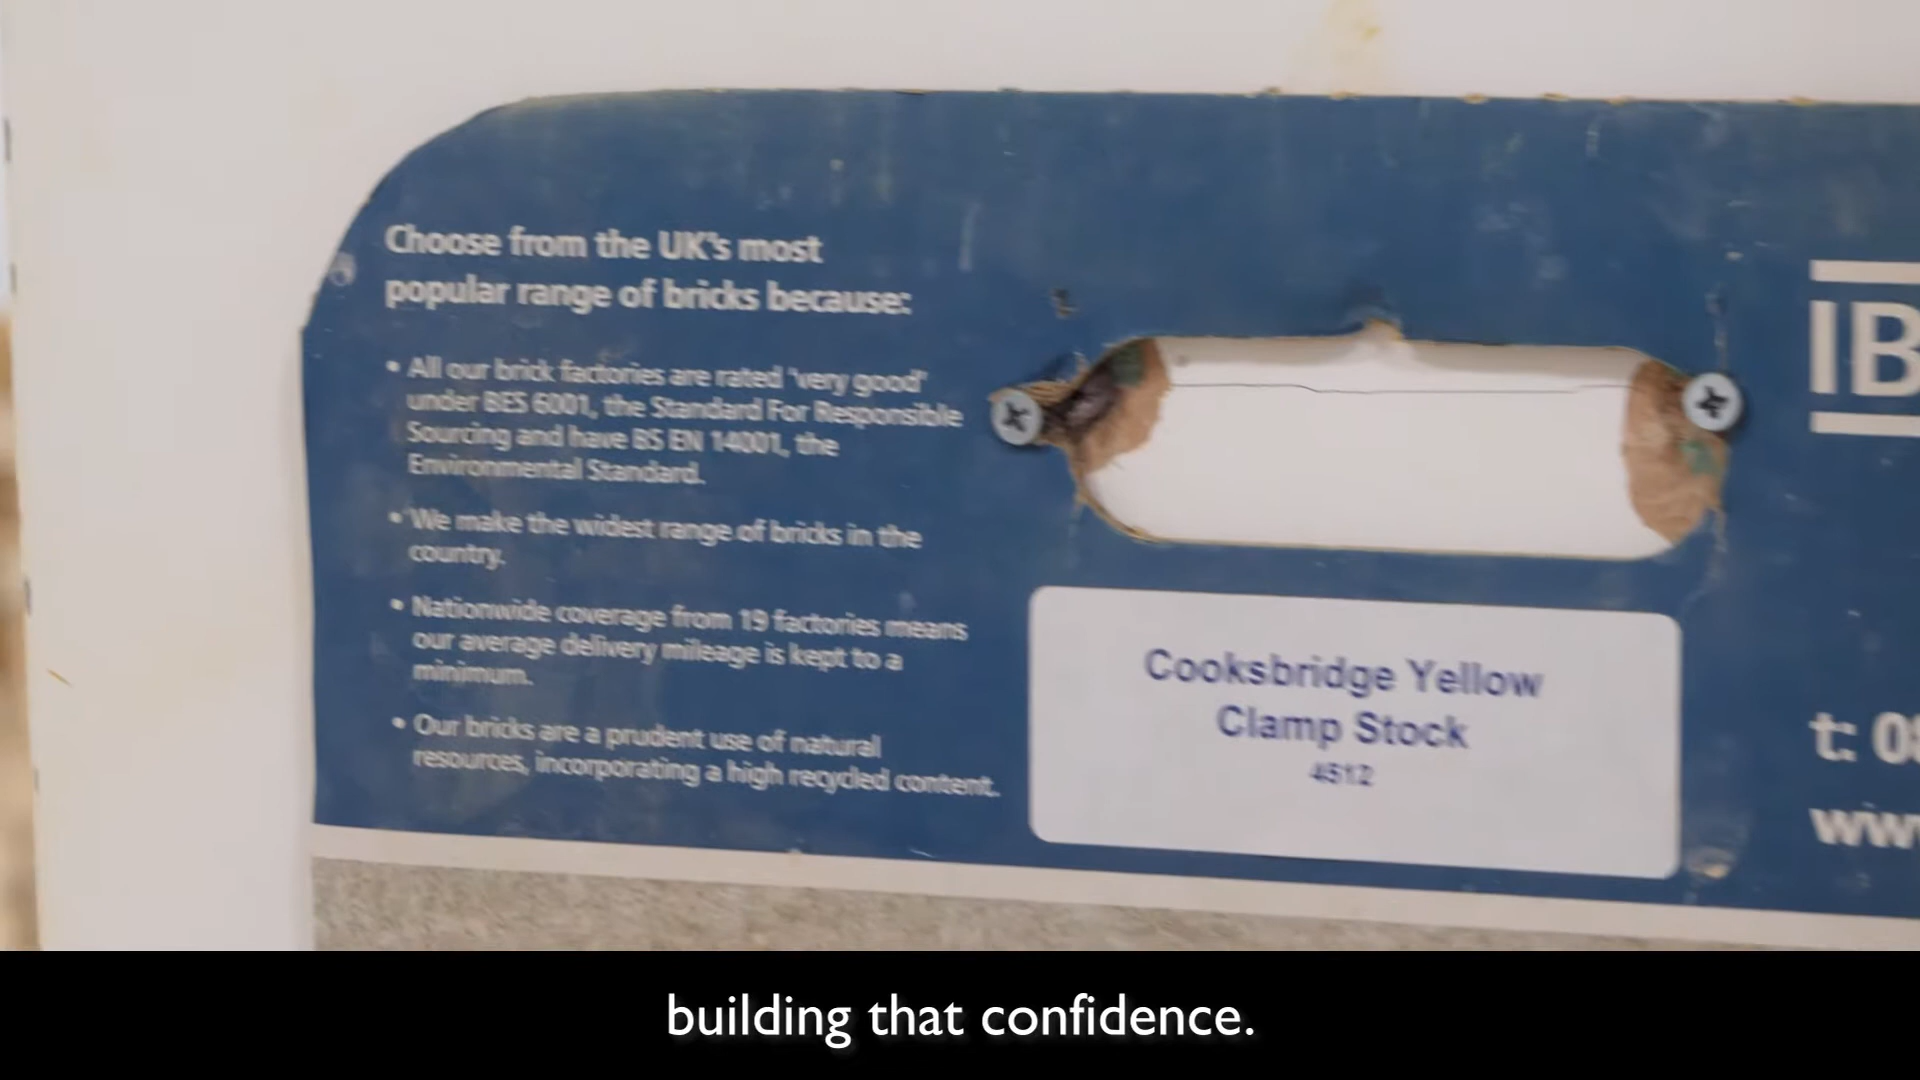 Choose from the UK's most
popular range of bricks because:
• All our brick factories are rated 'very good'
under BES 6001, the Standard For Responsible
Sourcing and have BS EN 14001, the
Environmental Standard.
• We make the widest range of bricks in the
country.
• Nationwide coverage from 19 factories means
our average delivery mileage is kept to a
minimum.
• Our bricks are a prudent use of natural
resources, incorporating a high recycled content.
Cooksbridge Yellow
Clamp Stock
4512
IB
t: 08
ww
building that confidence.